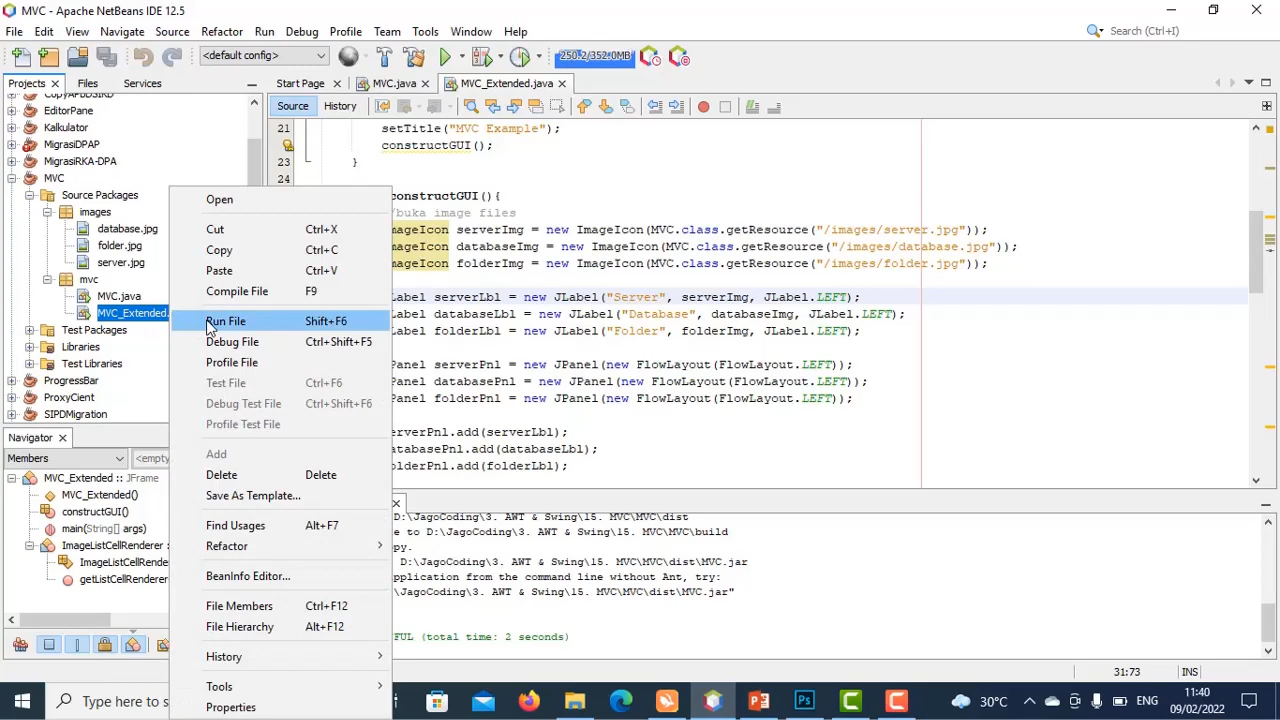 MVC - Apache NetBeans IDE 12.5
File Edit View Navigate Source Refactor Run Debug Profile Team Tools Window Help
Search (Ctrl+I)
<default config>
250.2/352.0MB
Projects Files Services
Start Page MVC.java MVC_Extended.java
Source History
EditorPane
Kalkulator
MigrasiDPAP
MigrasiRKA-DPA
MVC
Source Packages
images
database.jpg
folder.jpg
server.jpg
mvc
MVC.java
MVC_Extended.
Test Packages
Libraries
Test Libraries
ProgressBar
ProxyCient
SIPDMigration
Navigator
Members
<empty>
MVC_Extended :: JFrame
MVC_Extended()
constructGUI()
main(String[] args)
ImageListCellRenderer :
ImageListCellRende
getListCellRenderer
Open
Cut Ctrl+X
Copy Ctrl+C
Paste Ctrl+V
Compile File F9
Run File Shift+F6
Debug File Ctrl+Shift+F5
Profile File
Test File Ctrl+F6
Debug Test File Ctrl+Shift+F6
Profile Test File
Add
Delete Delete
Save As Template...
Find Usages Alt+F7
Refactor
BeanInfo Editor...
File Members Ctrl+F12
File Hierarchy Alt+F12
History
Tools
Properties
21 setTitle("MVC Example");
constructGUI();
23 }
24
constructGUI(){
/buka image files
mageIcon serverImg = new ImageIcon(MVC.class.getResource("/images/server.jpg"));
mageIcon databaseImg = new ImageIcon(MVC.class.getResource("/images/database.jpg"));
mageIcon folderImg = new ImageIcon(MVC.class.getResource("/images/folder.jpg"));
Label serverLbl = new JLabel("Server", serverImg, JLabel.LEFT);
Label databaseLbl = new JLabel("Database", databaseImg, JLabel.LEFT);
Label folderLbl = new JLabel("Folder", folderImg, JLabel.LEFT);
Panel serverPnl = new JPanel(new FlowLayout(FlowLayout.LEFT));
Panel databasePnl = new JPanel(new FlowLayout(FlowLayout.LEFT));
Panel folderPnl = new JPanel(new FlowLayout(FlowLayout.LEFT));
erverPnl.add(serverLbl);
atabasePnl.add(databaseLbl);
olderPnl.add(folderLbl);
D:\JagoCoding\3. AWT & Swing\15. MVC\MVC\dist
e to D:\JagoCoding\3. AWT & Swing\15. MVC\MVC\build
py.
D:\JagoCoding\3. AWT & Swing\15. MVC\MVC\dist\MVC.jar
pplication from the command line without Ant, try:
D:\JagoCoding\3. AWT & Swing\15. MVC\MVC\dist\MVC.jar"
FUL (total time: 2 seconds)
31:73 INS
Type here to s
30°C
ENG
11:40
09/02/2022